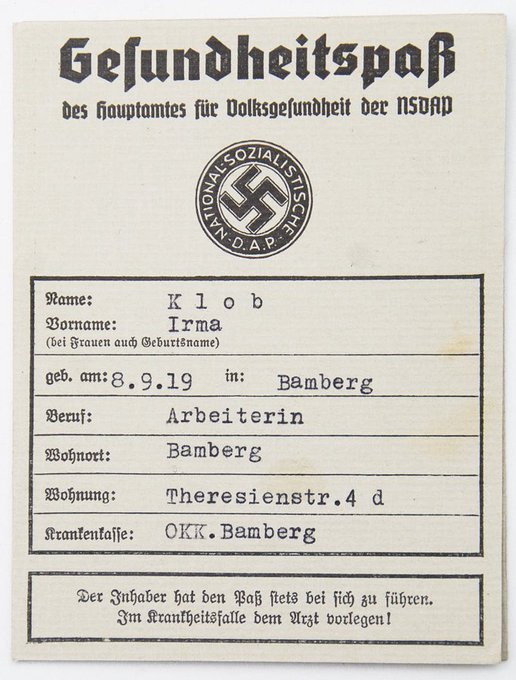 Gesundheitspaß
des Hauptamtes für Volksgesundheit der NSDAP
NATIONAL-SOZIALISTISCHE
D.A.P.
Name: Klob
Vorname: Irma
(bei Frauen auch Geburtsname)
geb. am: 8.9.19 in: Bamberg
Beruf: Arbeiterin
Wohnort: Bamberg
Wohnung: Theresienstr.4 d
Krankenkasse: OKK.Bamberg
Der Inhaber hat den Paß stets bei sich zu führen.
Im Krankheitsfalle dem Arzt vorlegen!